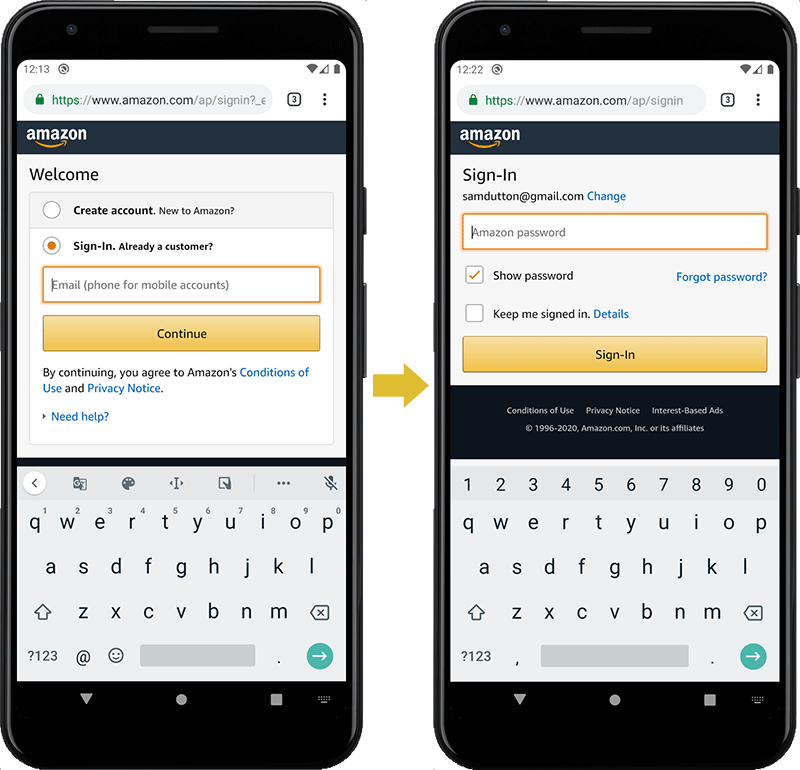 12:13
https://www.amazon.com/ap/signin?_e
3
amazon
Welcome
Create account. New to Amazon?
Sign-In. Already a customer?
Email (phone for mobile accounts)
Continue
By continuing, you agree to Amazon's Conditions of
Use and Privacy Notice.
Need help?
1 2 3 4 5 6 7 8 9 0
q w e r t y u i o p
a s d f g h j k l
z x c v b n m
?123 @ .
12:22
https://www.amazon.com/ap/signin
3
amazon
Sign-In
samdutton@gmail.com Change
Amazon password
Show password
Forgot password?
Keep me signed in. Details
Sign-In
Conditions of Use Privacy Notice Interest-Based Ads
© 1996-2020, Amazon.com, Inc. or its affiliates
1 2 3 4 5 6 7 8 9 0
q w e r t y u i o p
a s d f g h j k l
z x c v b n m
?123 , .